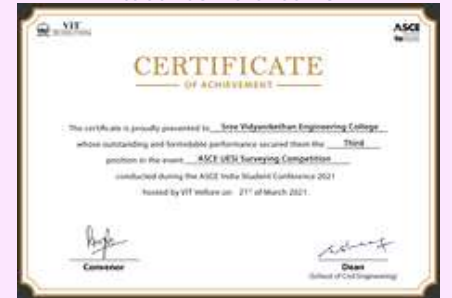 VIT
ASCE
CERTIFICATE
OF ACHIEVEMENT
The certificate is proudly presented to Sree Vidyanikethan Engineering College
whose outstanding and formidable performance secured them the Third
position in the event ASCE UESI Surveying Competition
conducted during the ASCE India Student Conference 2021
hosted by VIT Vellore on 21st of March 2021.
Convenor
Dean
(School of Civil Engineering)